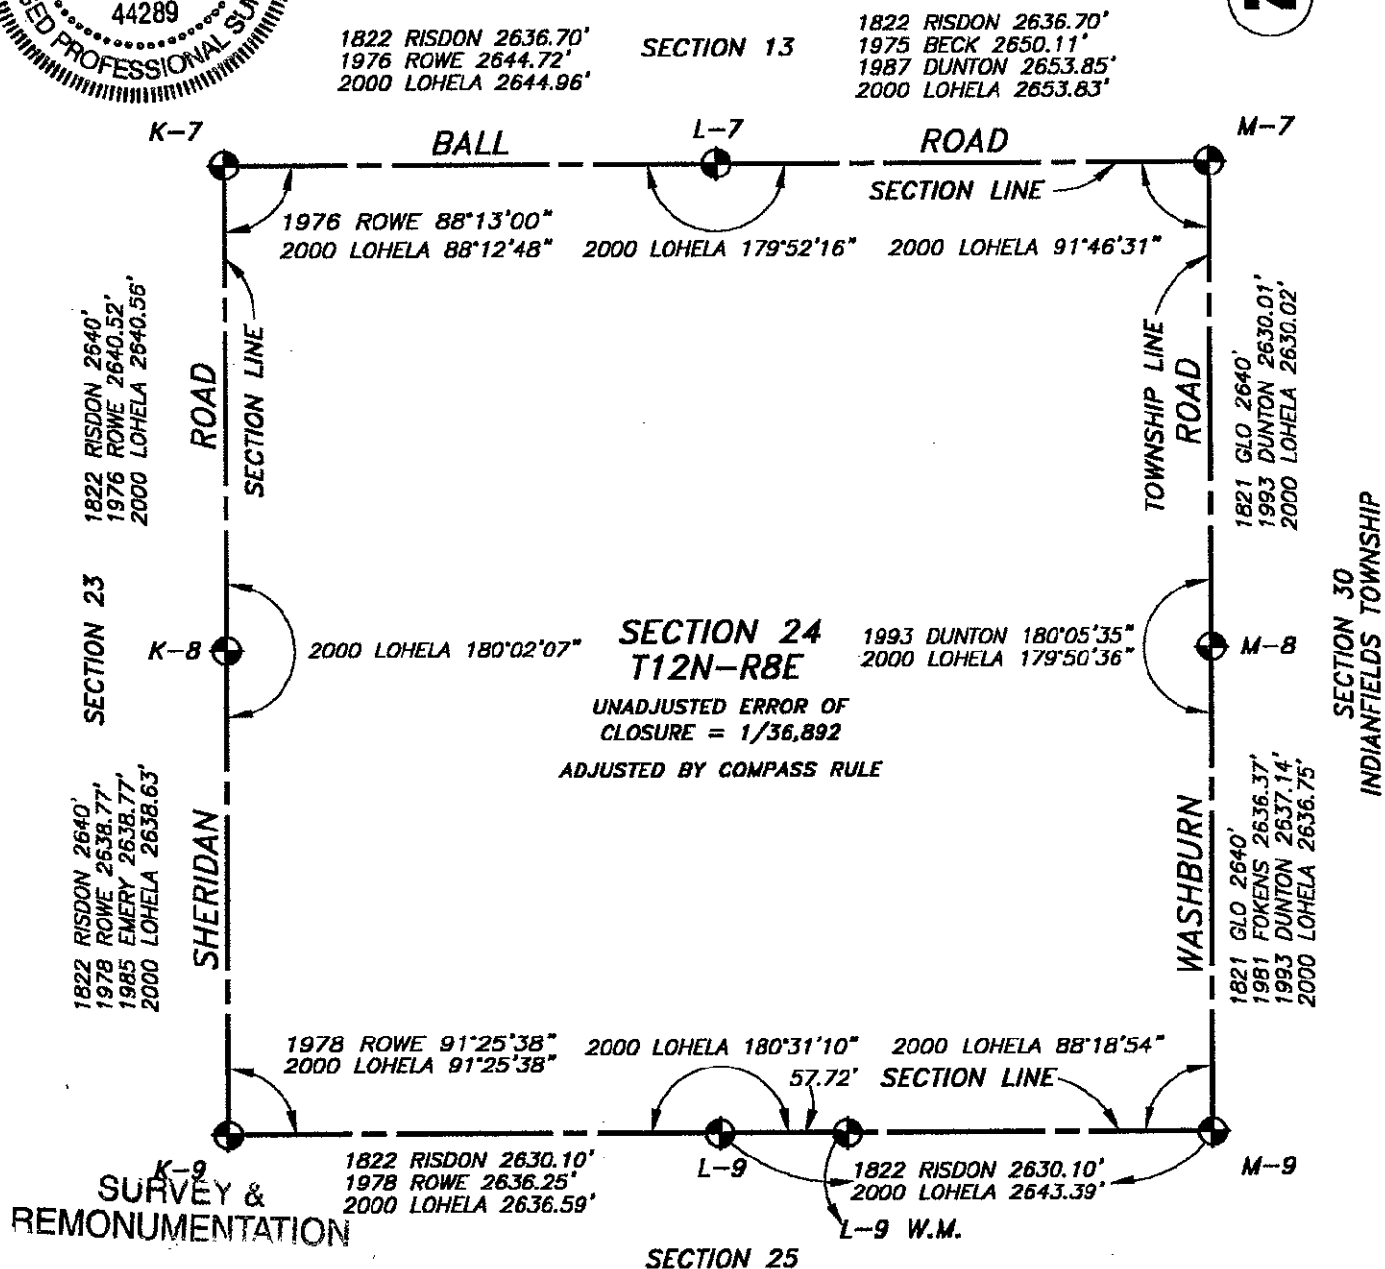 44289
SED PROFESSIONAL SU
1822 RISDON 2636.70'
1976 ROWE 2644.72'
2000 LOHELA 2644.96'
SECTION 13
1822 RISDON 2636.70'
1975 BECK 2650.11'
1987 DUNTON 2653.85'
2000 LOHELA 2653.83'
K-7
BALL
L-7
ROAD
M-7
SECTION LINE
1976 ROWE 88°13'00"
2000 LOHELA 88°12'48"
2000 LOHELA 179°52'16"
2000 LOHELA 91°46'31"
1822 RISDON 2640'
1976 ROWE 2640.52'
2000 LOHELA 2640.56'
ROAD
SECTION LINE
TOWNSHIP LINE
ROAD
1821 GLO 2640'
1993 DUNTON 2630.01'
2000 LOHELA 2630.02'
SECTION 23
K-8
2000 LOHELA 180°02'07"
SECTION 24
T12N-R8E
UNADJUSTED ERROR OF
CLOSURE = 1/36,892
ADJUSTED BY COMPASS RULE
1993 DUNTON 180°05'35"
2000 LOHELA 179°50'36"
M-8
SECTION 30
INDIANFIELDS TOWNSHIP
1822 RISDON 2640'
1978 ROWE 2638.77'
1985 EMERY 2638.77'
2000 LOHELA 2638.63'
SHERIDAN
WASHBURN
1821 GLO 2640'
1981 FOKENS 2636.37'
1993 DUNTON 2637.14'
2000 LOHELA 2636.75'
1978 ROWE 91°25'38"
2000 LOHELA 91°25'38"
2000 LOHELA 180°31'10"
2000 LOHELA 88°18'54"
57.72'
SECTION LINE
K-9
1822 RISDON 2630.10'
1978 ROWE 2636.25'
2000 LOHELA 2636.59'
L-9
1822 RISDON 2630.10'
2000 LOHELA 2643.39'
M-9
L-9 W.M.
SURVEY &
REMONUMENTATION
SECTION 25